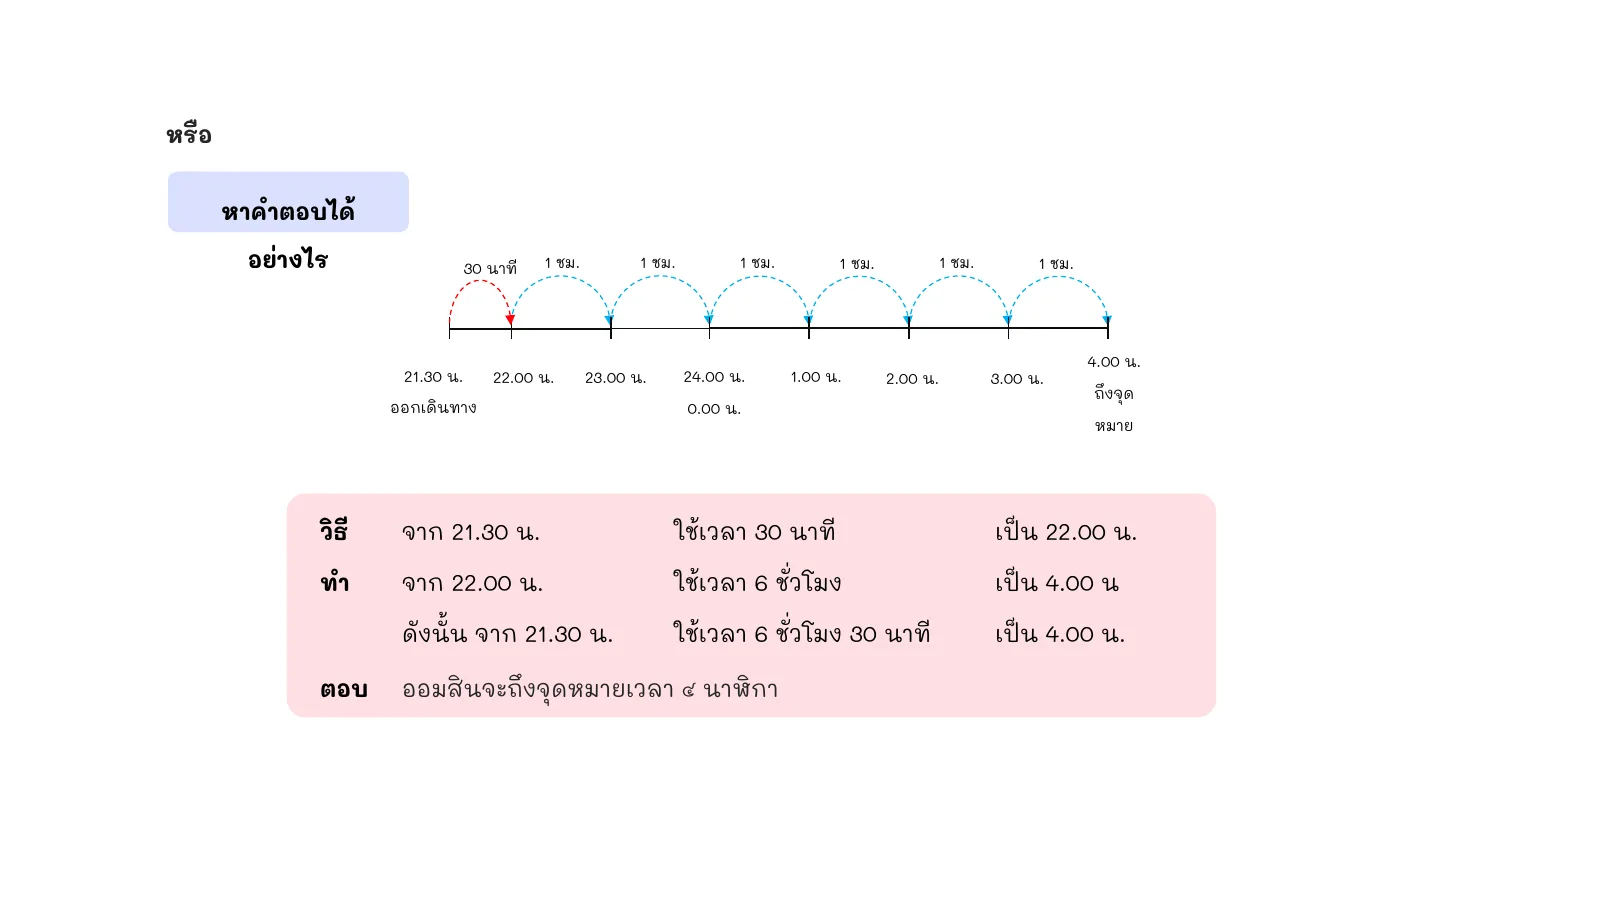 หรือ
หาคำตอบได้
อย่างไร
30 นาที 1 ชม. 1 ชม. 1 ชม. 1 ชม. 1 ชม. 1 ชม.
21.30 น. 22.00 น. 23.00 น. 24.00 น. 1.00 น. 2.00 น. 3.00 น. 4.00 น.
ออกเดินทาง 0.00 น. ถึงจุด
หมาย
วิธี จาก 21.30 น. ใช้เวลา 30 นาที เป็น 22.00 น.
ทำ จาก 22.00 น. ใช้เวลา 6 ชั่วโมง เป็น 4.00 น
ดังนั้น จาก 21.30 น. ใช้เวลา 6 ชั่วโมง 30 นาที เป็น 4.00 น.
ตอบ ออมสินจะถึงจุดหมายเวลา ๔ นาฬิกา